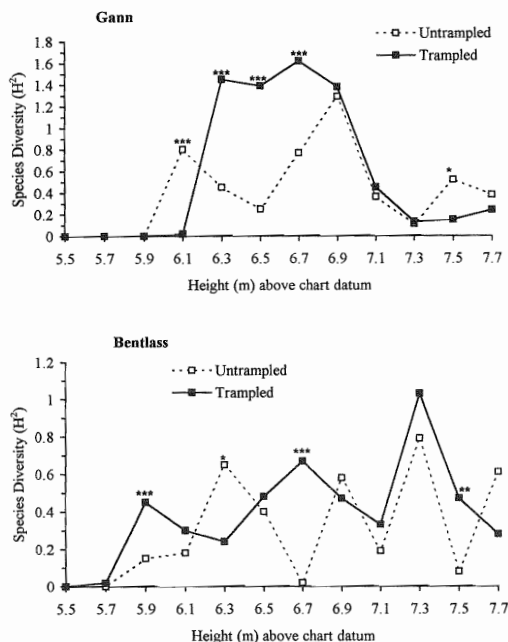 Gann
Untrampled
Trampled
Species Diversity (H²)
1.8
1.6
1.4
1.2
1
0.8
0.6
0.4
0.2
0
***
***
***
***
*
5.5 5.7 5.9 6.1 6.3 6.5 6.7 6.9 7.1 7.3 7.5 7.7
Height (m) above chart datum
Bentlass
Untrampled
Trampled
Species Diversity (H²)
1.2
1
0.8
0.6
0.4
0.2
0
***
*
***
**
5.5 5.7 5.9 6.1 6.3 6.5 6.7 6.9 7.1 7.3 7.5 7.7
Height (m) above chart datum